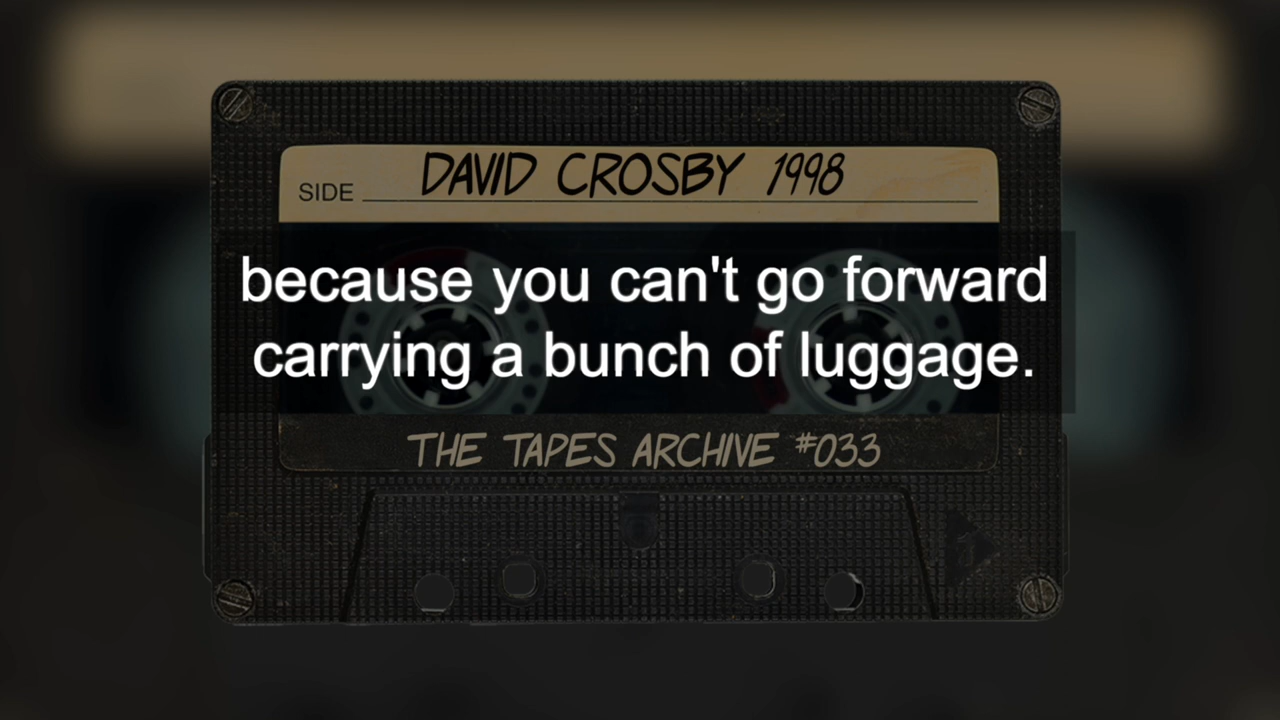 DAVID CROSBY 1998
SIDE
because you can't go forward
carrying a bunch of luggage.
THE TAPES ARCHIVE #033